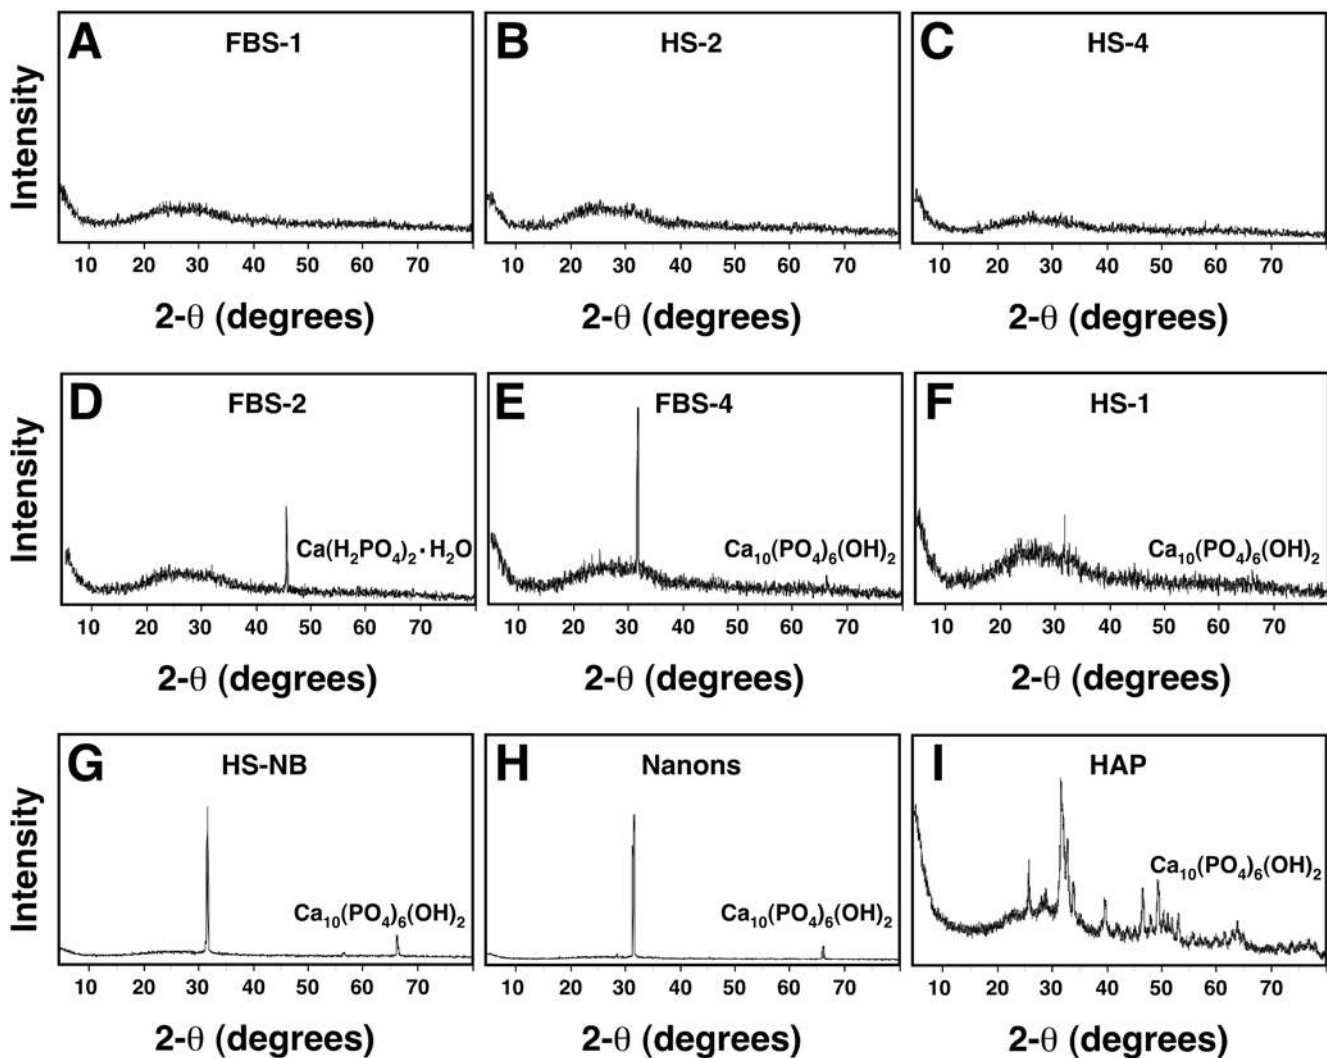 A FBS-1
B HS-2
C HS-4
Intensity
10 20 30 40 50 60 70
10 20 30 40 50 60 70
10 20 30 40 50 60 70
2-θ (degrees)
2-θ (degrees)
2-θ (degrees)
D FBS-2
E FBS-4
F HS-1
Intensity
Ca(H₂PO₄)₂·H₂O
Ca₁₀(PO₄)₆(OH)₂
Ca₁₀(PO₄)₆(OH)₂
10 20 30 40 50 60 70
10 20 30 40 50 60 70
10 20 30 40 50 60 70
2-θ (degrees)
2-θ (degrees)
2-θ (degrees)
G HS-NB
H Nanons
I HAP
Intensity
Ca₁₀(PO₄)₆(OH)₂
Ca₁₀(PO₄)₆(OH)₂
Ca₁₀(PO₄)₆(OH)₂
10 20 30 40 50 60 70
10 20 30 40 50 60 70
10 20 30 40 50 60 70
2-θ (degrees)
2-θ (degrees)
2-θ (degrees)